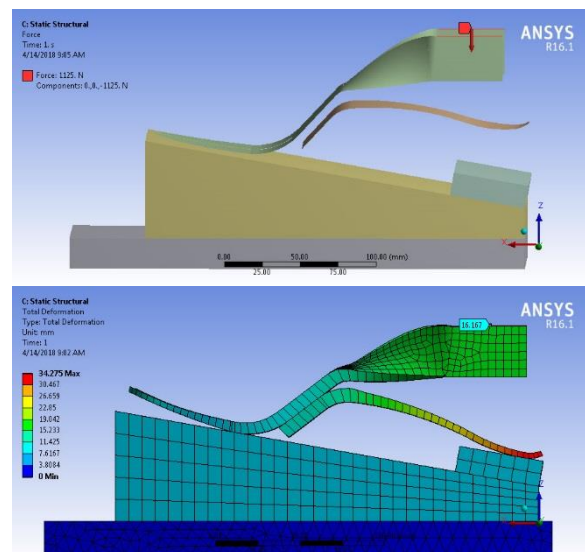 C: Static Structural
Force
Time: 1. s
4/14/2018 9:05 AM
Force: 1125. N
Components: 0.,0.,-1125. N
ANSYS
R16.1
Z
X
0.00
50.00
100.00 (mm)
25.00
75.00
C: Static Structural
Total Deformation
Type: Total Deformation
Unit: mm
Time: 1
4/14/2018 9:02 AM
ANSYS
R16.1
16.167
34.275 Max
30.467
26.659
22.85
19.042
15.233
11.425
7.6167
3.8084
0 Min
Z